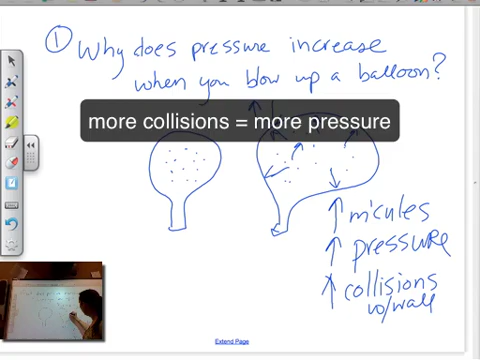 ① Why does pressure increase
when you blow up a balloon?
more collisions = more pressure
↑ m'cules
↑ pressure
↑ collisions
w/wall
Extend Page